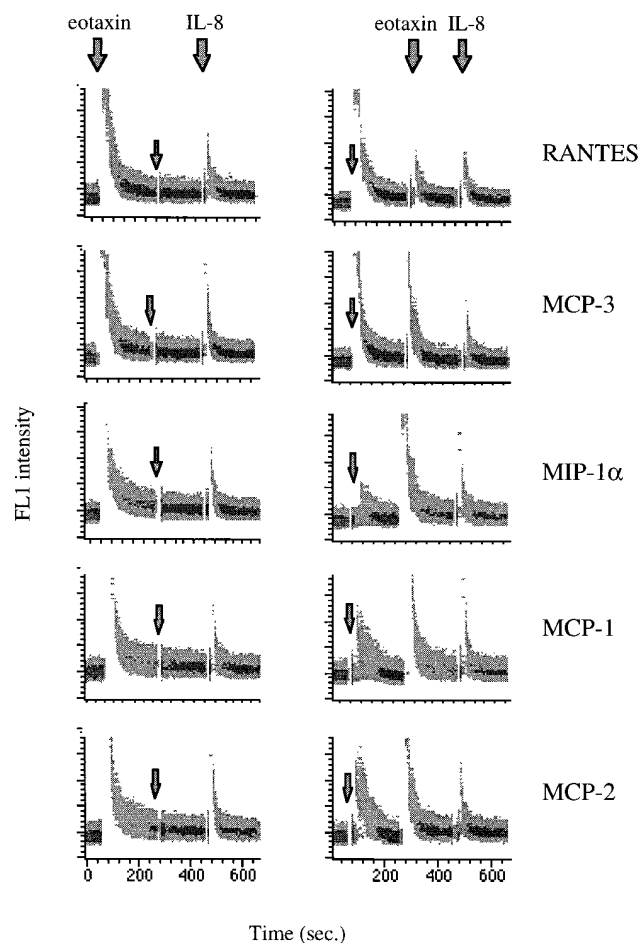 eotaxin IL-8 eotaxin IL-8
RANTES
MCP-3
MIP-1α
MCP-1
MCP-2
FL1 intensity
0 200 400 600 200 400 600
Time (sec.)